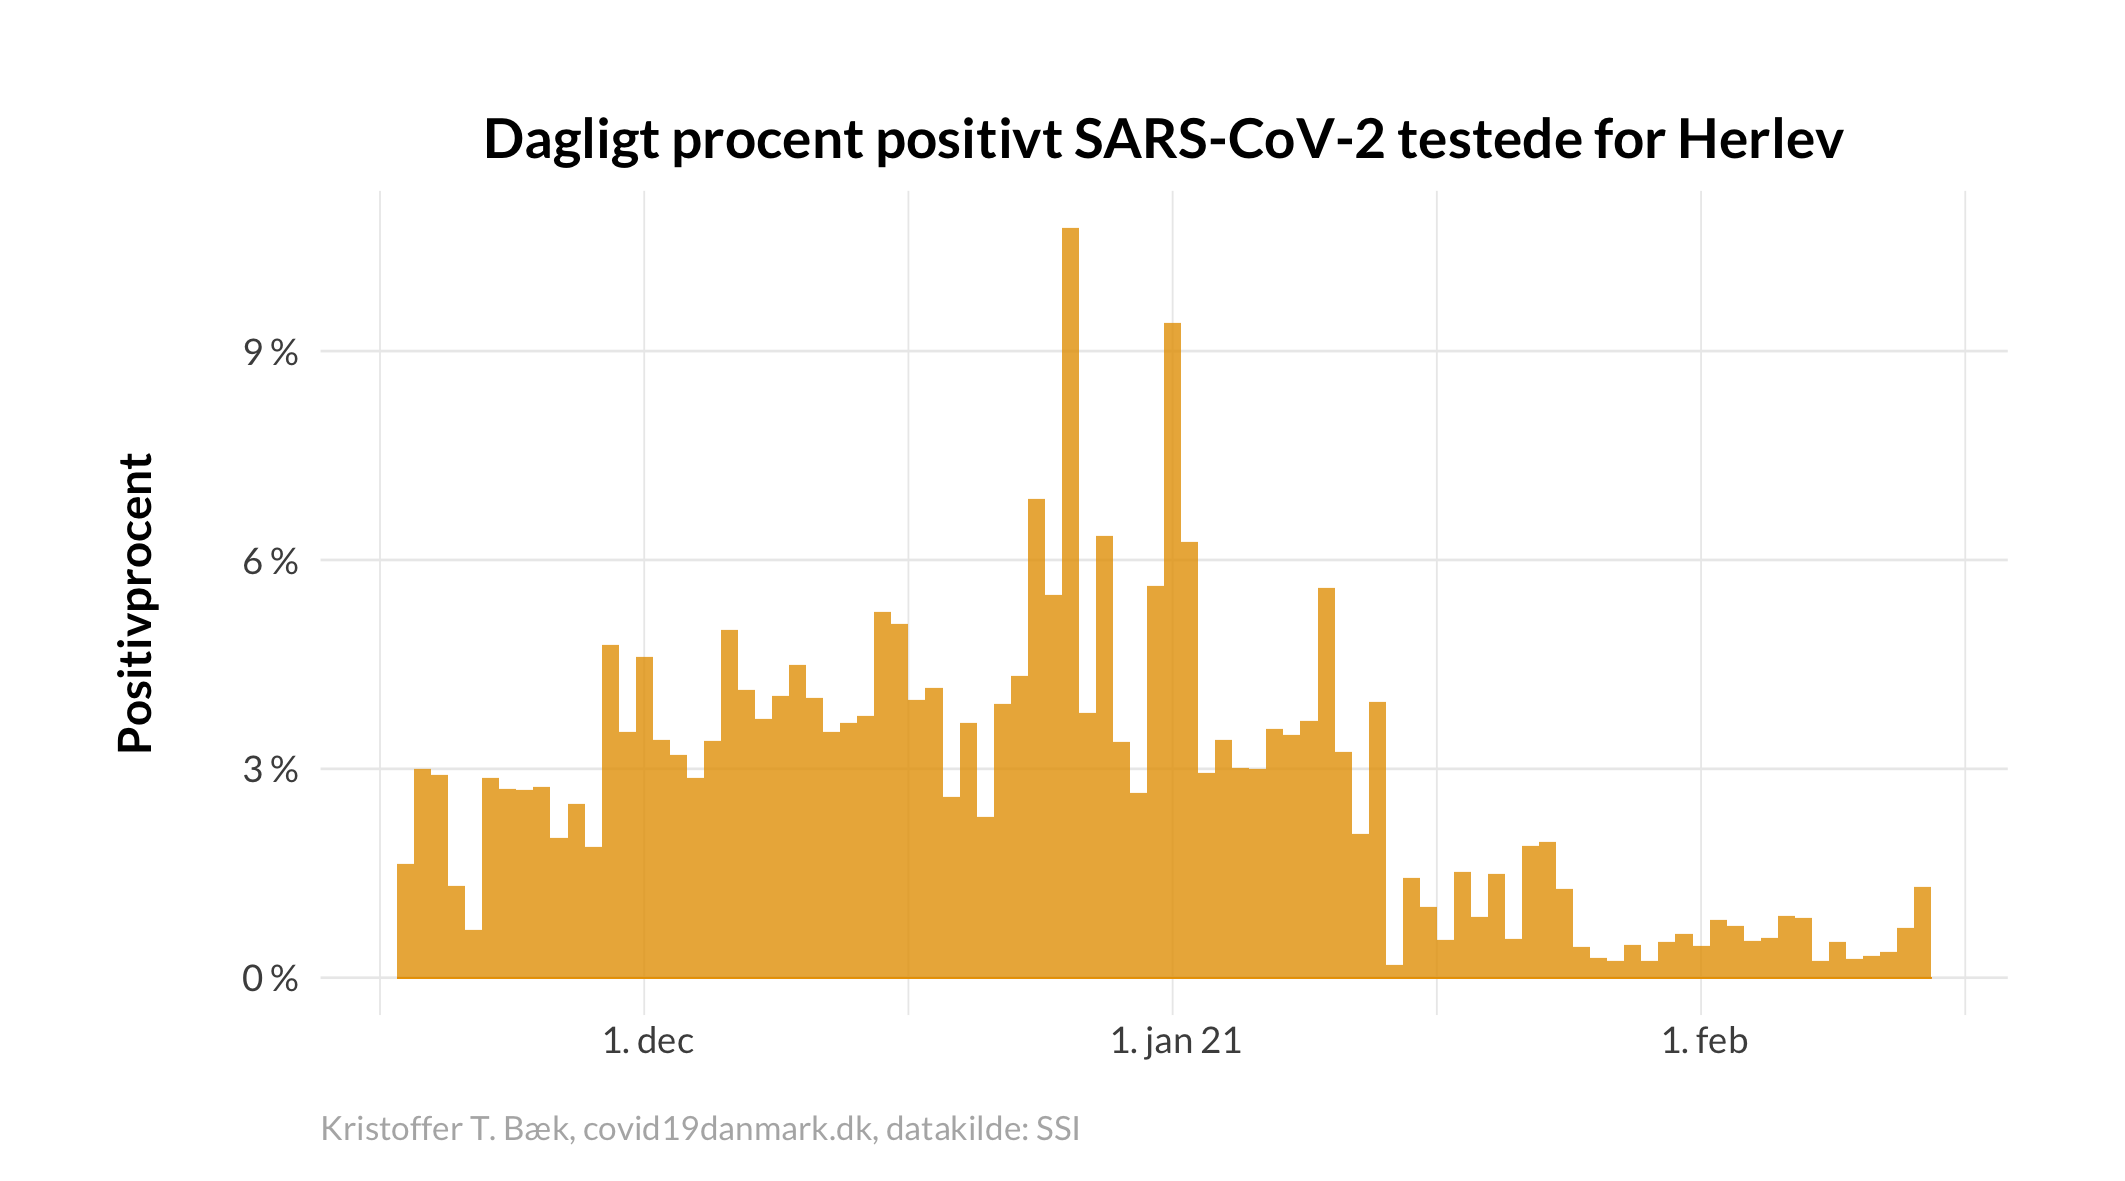 Dagligt procent positivt SARS-CoV-2 testede for Herlev
Positivprocent
9 %
6 %
3 %
0 %
1. dec
1. jan 21
1. feb
Kristoffer T. Bæk, covid19danmark.dk, datakilde: SSI